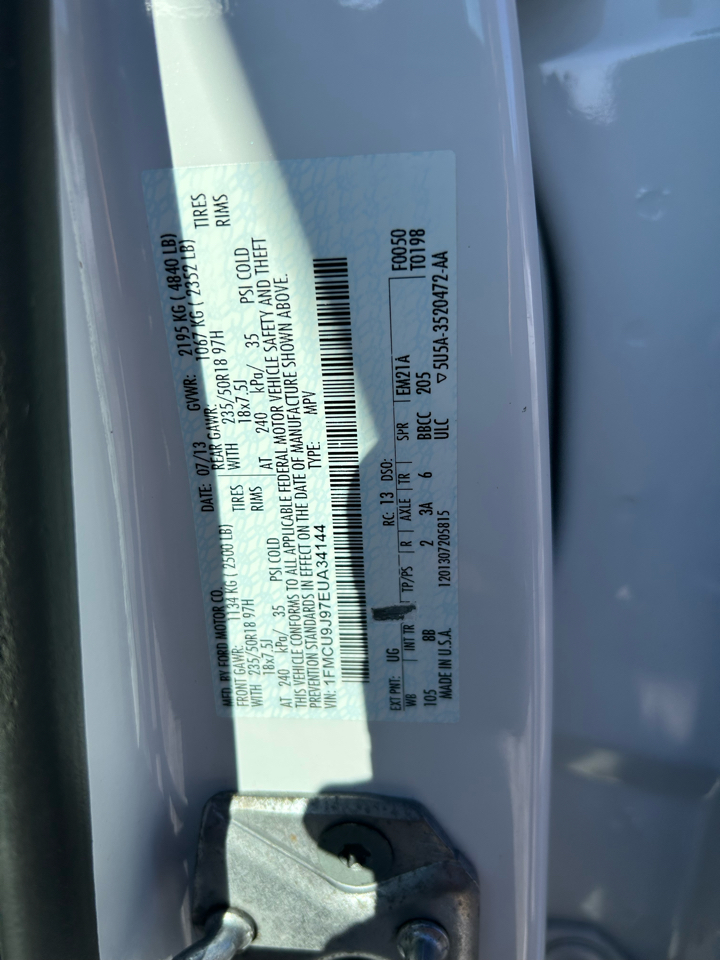 MFD. BY FORD MOTOR CO. DATE: 07/13 GVWR: 2195 KG ( 4840 LB)
FRONT GAWR: 1134 KG ( 2500 LB) REAR GAWR: 1067 KG ( 2352 LB)
WITH 235/50R18 97H TIRES WITH 235/50R18 97H TIRES
18x7.5J RIMS 18x7.5J RIMS
AT 240 kPa/ 35 PSI COLD AT 240 kPa/ 35 PSI COLD
THIS VEHICLE CONFORMS TO ALL APPLICABLE FEDERAL MOTOR VEHICLE SAFETY AND THEFT
PREVENTION STANDARDS IN EFFECT ON THE DATE OF MANUFACTURE SHOWN ABOVE.
VIN: 1FMCU9J97EUA34144 TYPE: MPV
EXT PNT: UG RC: 13 DSO: F0050
WB INT TR TP/PS R AXLE TR SPR EM21A T0198
105 8B 2 3A 6 BBCC 205
MADE IN U.S.A. 1201307205815 ULC ▽5U5A-3520472-AA